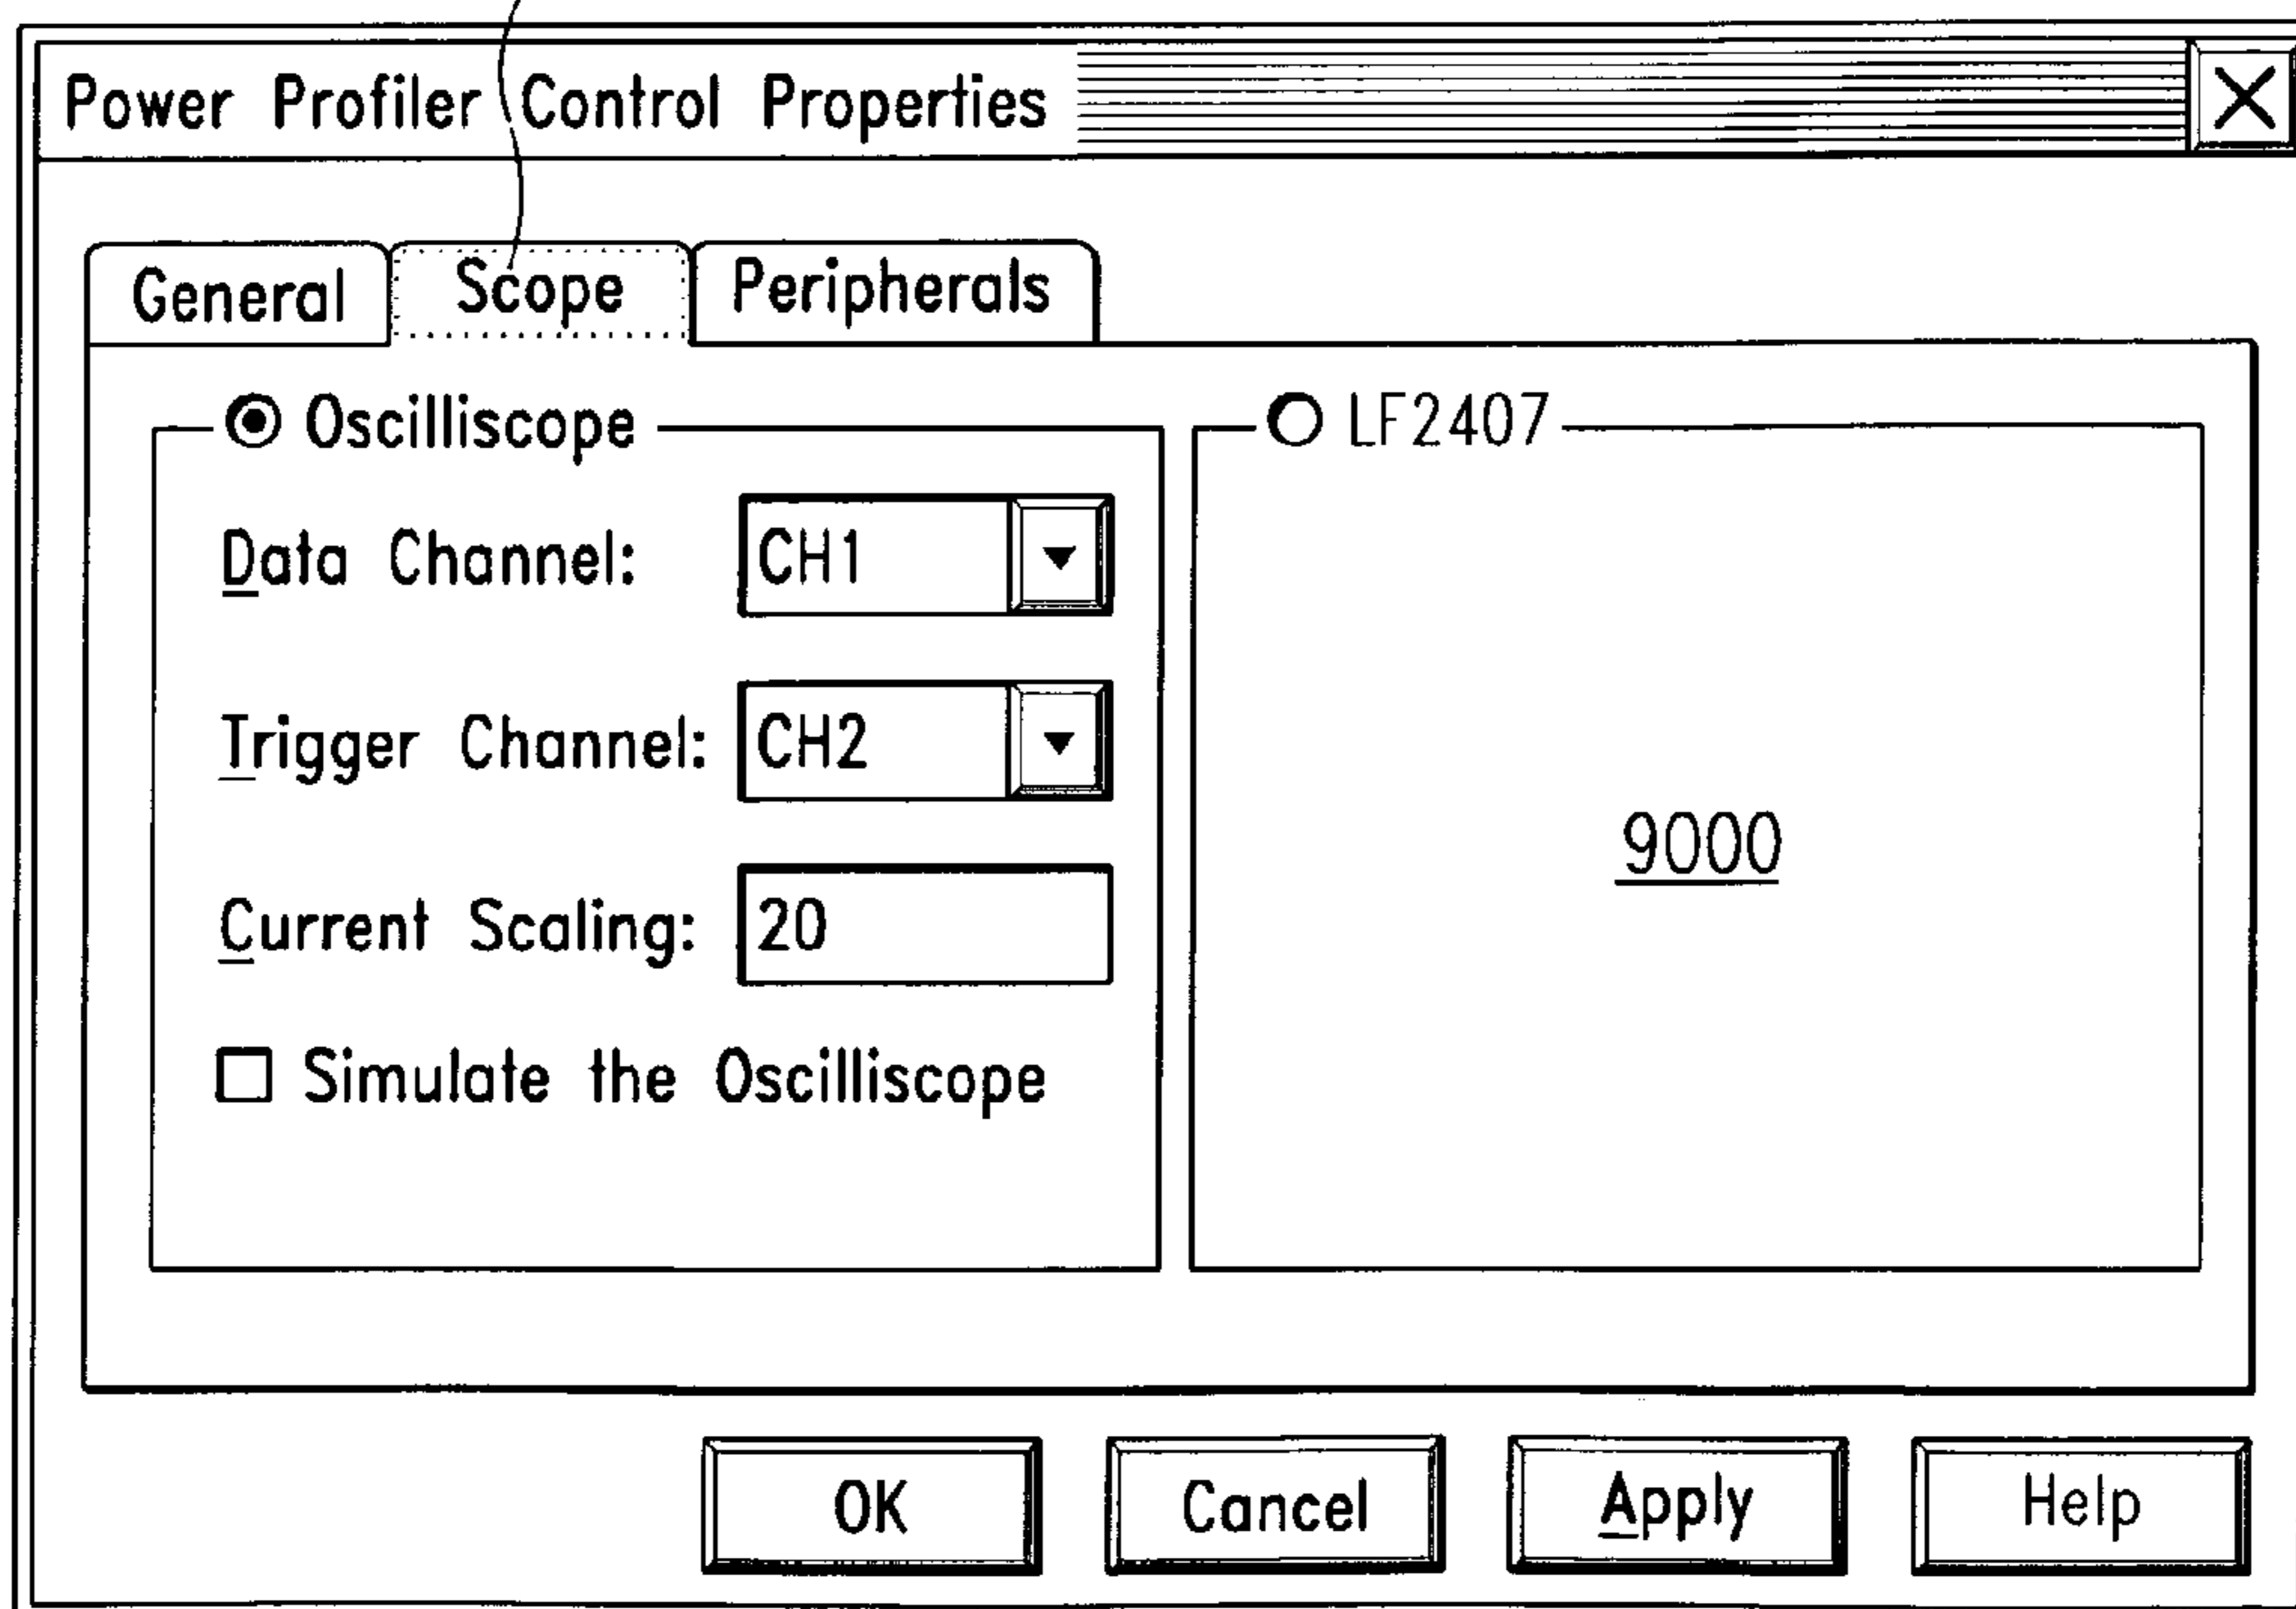 Power Profiler Control Properties
General Scope Peripherals
Oscilliscope
Data Channel: CH1
Trigger Channel: CH2
Current Scaling: 20
Simulate the Oscilliscope
LF2407
9000
OK Cancel Apply Help